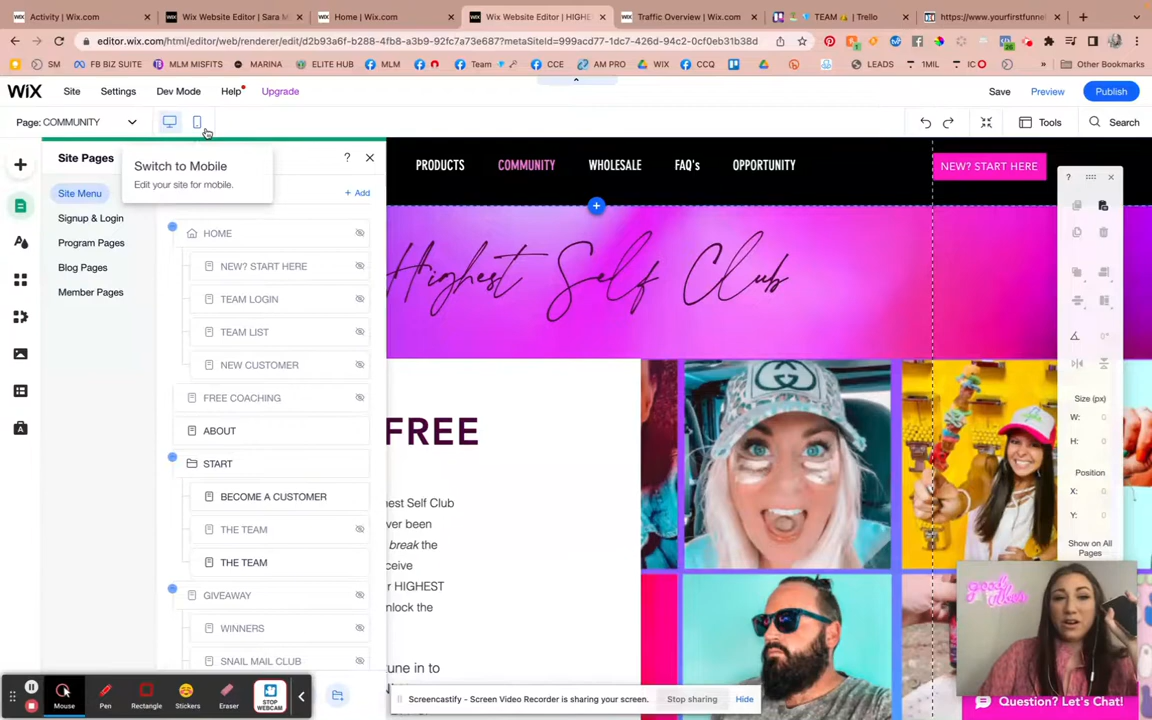 Activity | Wix.com
Wix Website Editor | Sara M
Home | Wix.com
Wix Website Editor | HIGHE
Traffic Overview | Wix.com
TEAM | Trello
https://www.yourfirstfunnel
editor.wix.com/html/editor/web/renderer/edit/d2b93a6f-b288-4fb8-a3b9-92fc7a73e687?metaSiteId=999acd77-1dc7-426d-94c2-0cf0eb31b38d
SM
FB BIZ SUITE
MLM MISFITS
MARINA
ELITE HUB
MLM
Team
CCE
AM PRO
WIX
CCQ
LEADS
1MIL
IC
Other Bookmarks
WiX
Site
Settings
Dev Mode
Help
Upgrade
Save
Preview
Publish
Page: COMMUNITY
Tools
Search
Site Pages
Switch to Mobile
Edit your site for mobile.
?
+ Add
Site Menu
Signup & Login
Program Pages
Blog Pages
Member Pages
HOME
NEW? START HERE
TEAM LOGIN
TEAM LIST
NEW CUSTOMER
FREE COACHING
ABOUT
START
BECOME A CUSTOMER
THE TEAM
THE TEAM
GIVEAWAY
WINNERS
SNAIL MAIL CLUB
PRODUCTS
COMMUNITY
WHOLESALE
FAQ's
OPPORTUNITY
NEW? START HERE
Highest Self Club
FREE
est Self Club
ver been
break the
ceive
r HIGHEST
nlock the
une in to
?
Size (px)
W: 0
H: 0
Position
X: 0
Y: 0
Show on All
Pages
good
vibes
Question? Let's Chat!
Mouse
Pen
Rectangle
Stickers
Eraser
STOP
WEBCAM
Screencastify - Screen Video Recorder is sharing your screen.
Stop sharing
Hide